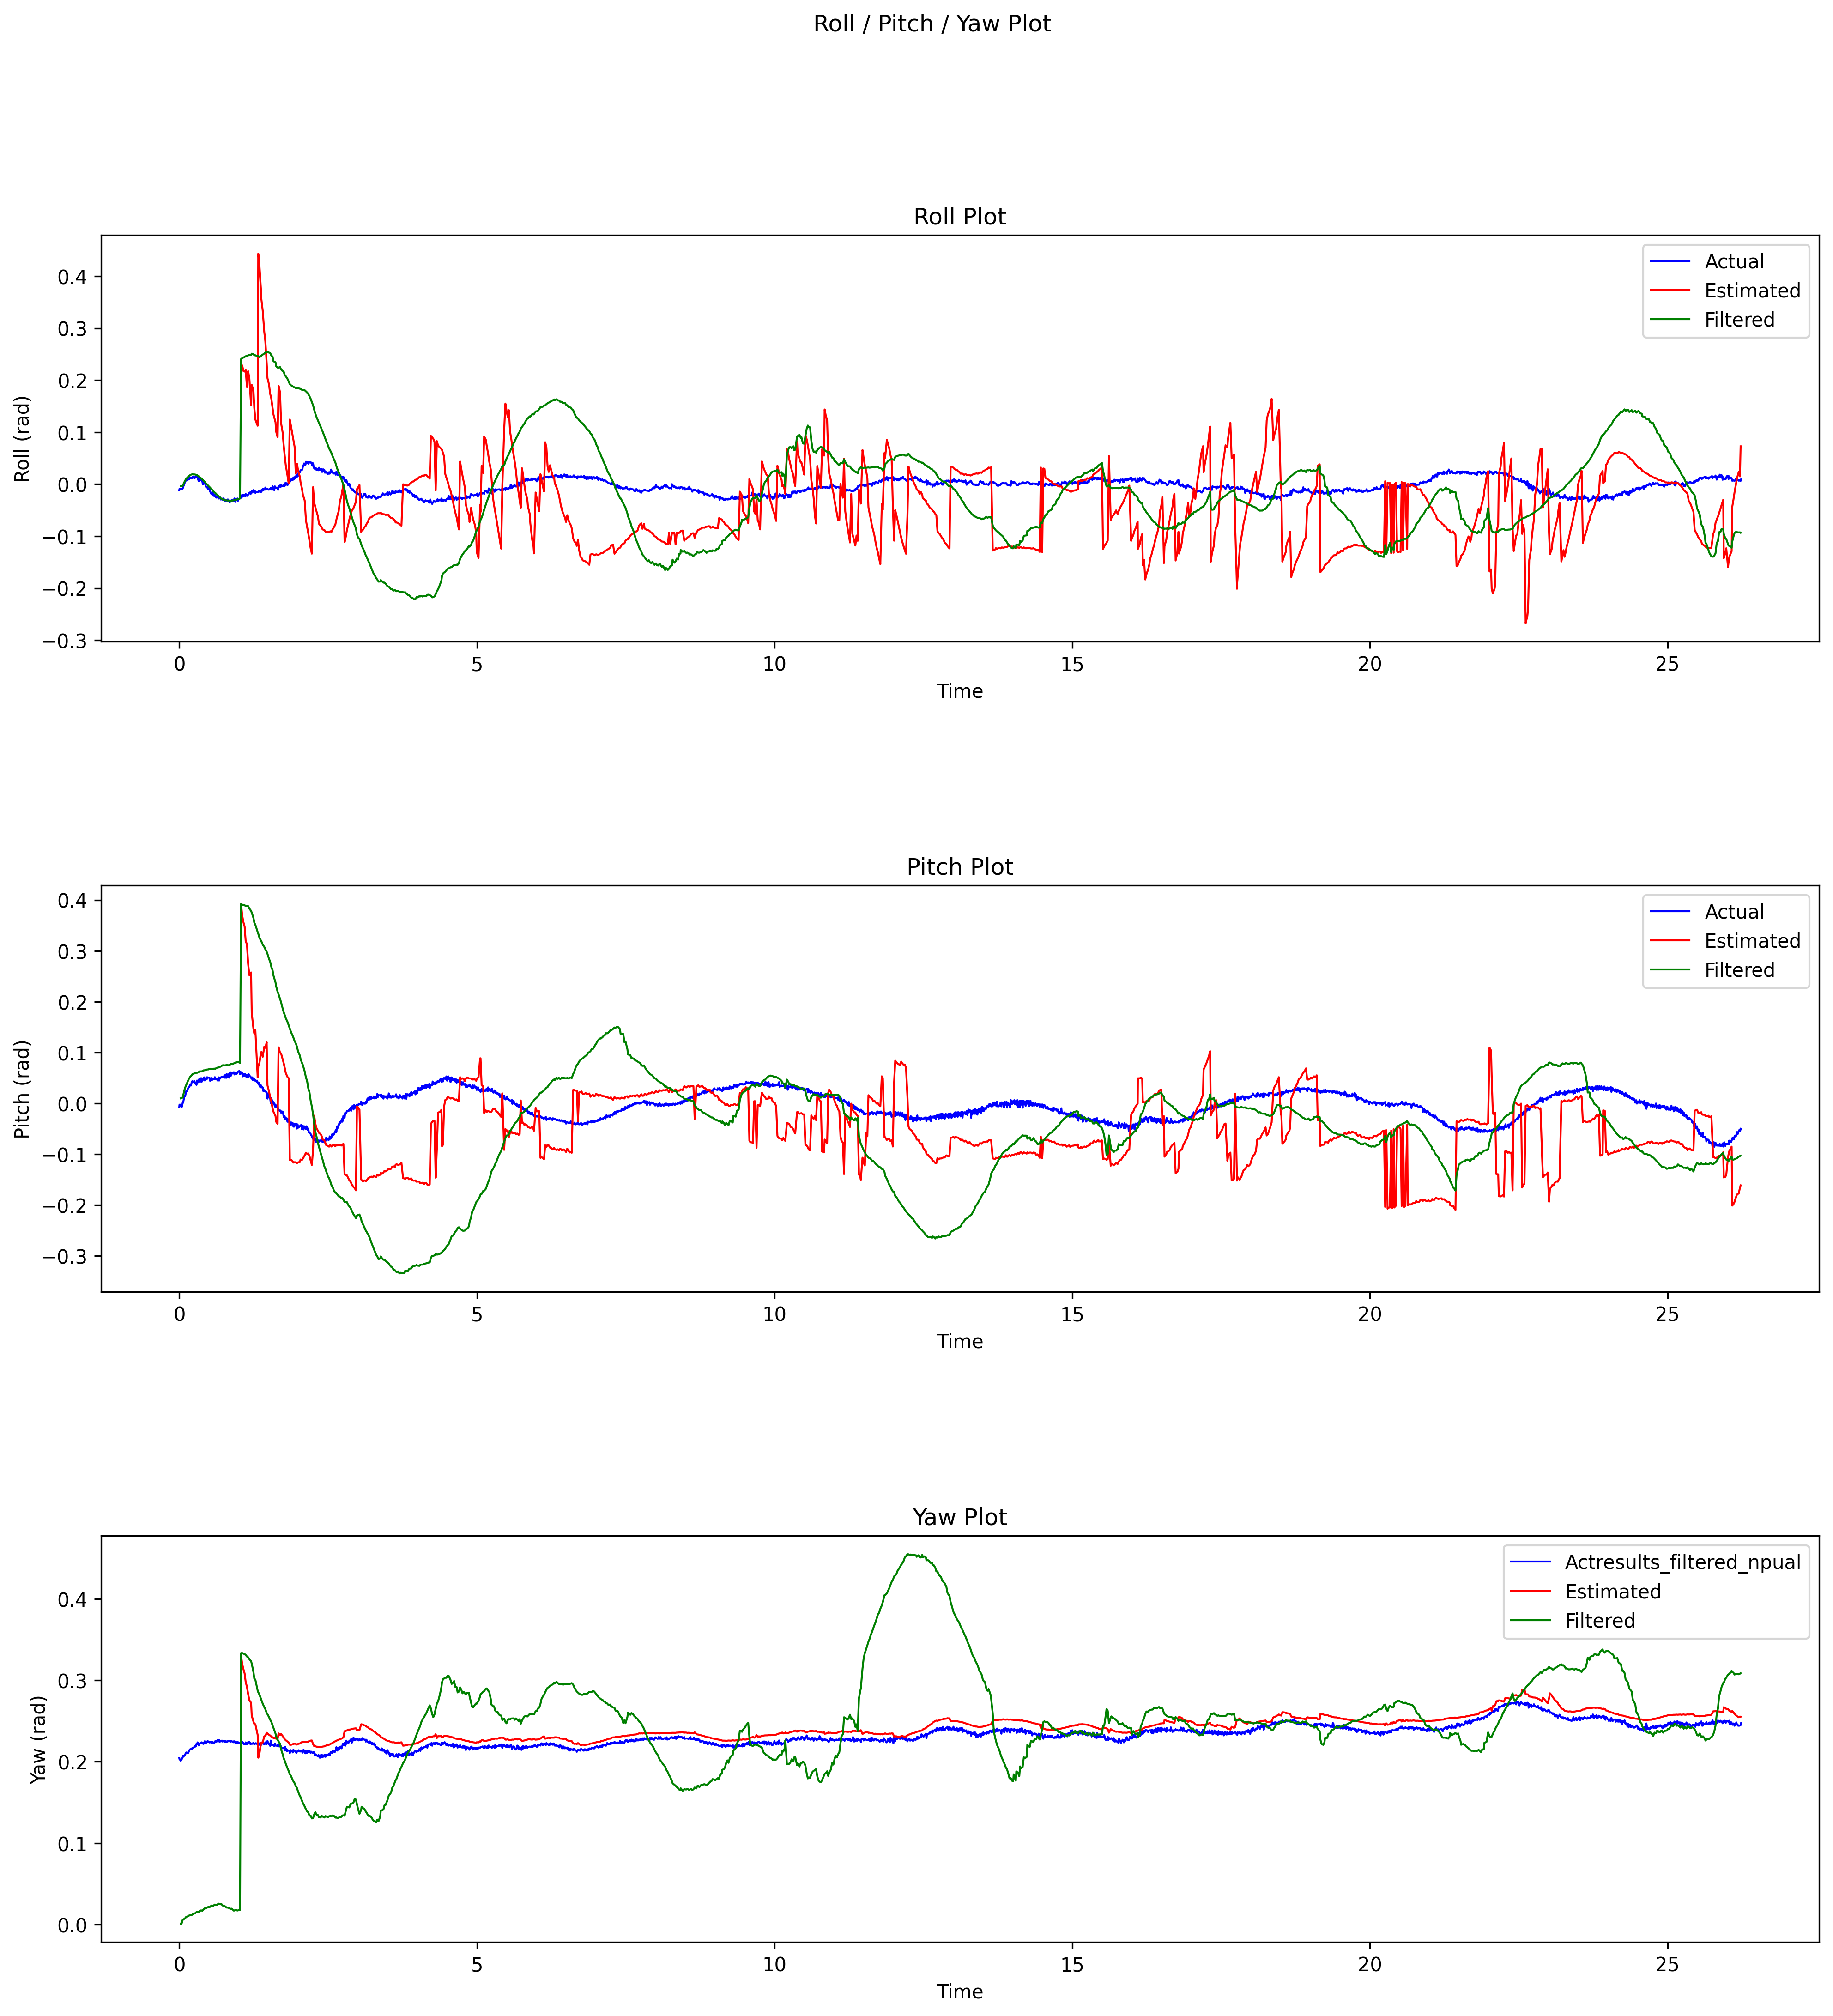 Roll / Pitch / Yaw Plot
Roll Plot
Roll (rad)
0.4
0.3
0.2
0.1
0.0
−0.1
−0.2
−0.3
Actual
Estimated
Filtered
0 5 10 15 20 25
Time
Pitch Plot
Pitch (rad)
0.4
0.3
0.2
0.1
0.0
−0.1
−0.2
−0.3
Actual
Estimated
Filtered
0 5 10 15 20 25
Time
Yaw Plot
Yaw (rad)
0.4
0.3
0.2
0.1
0.0
Actresults_filtered_npual
Estimated
Filtered
0 5 10 15 20 25
Time